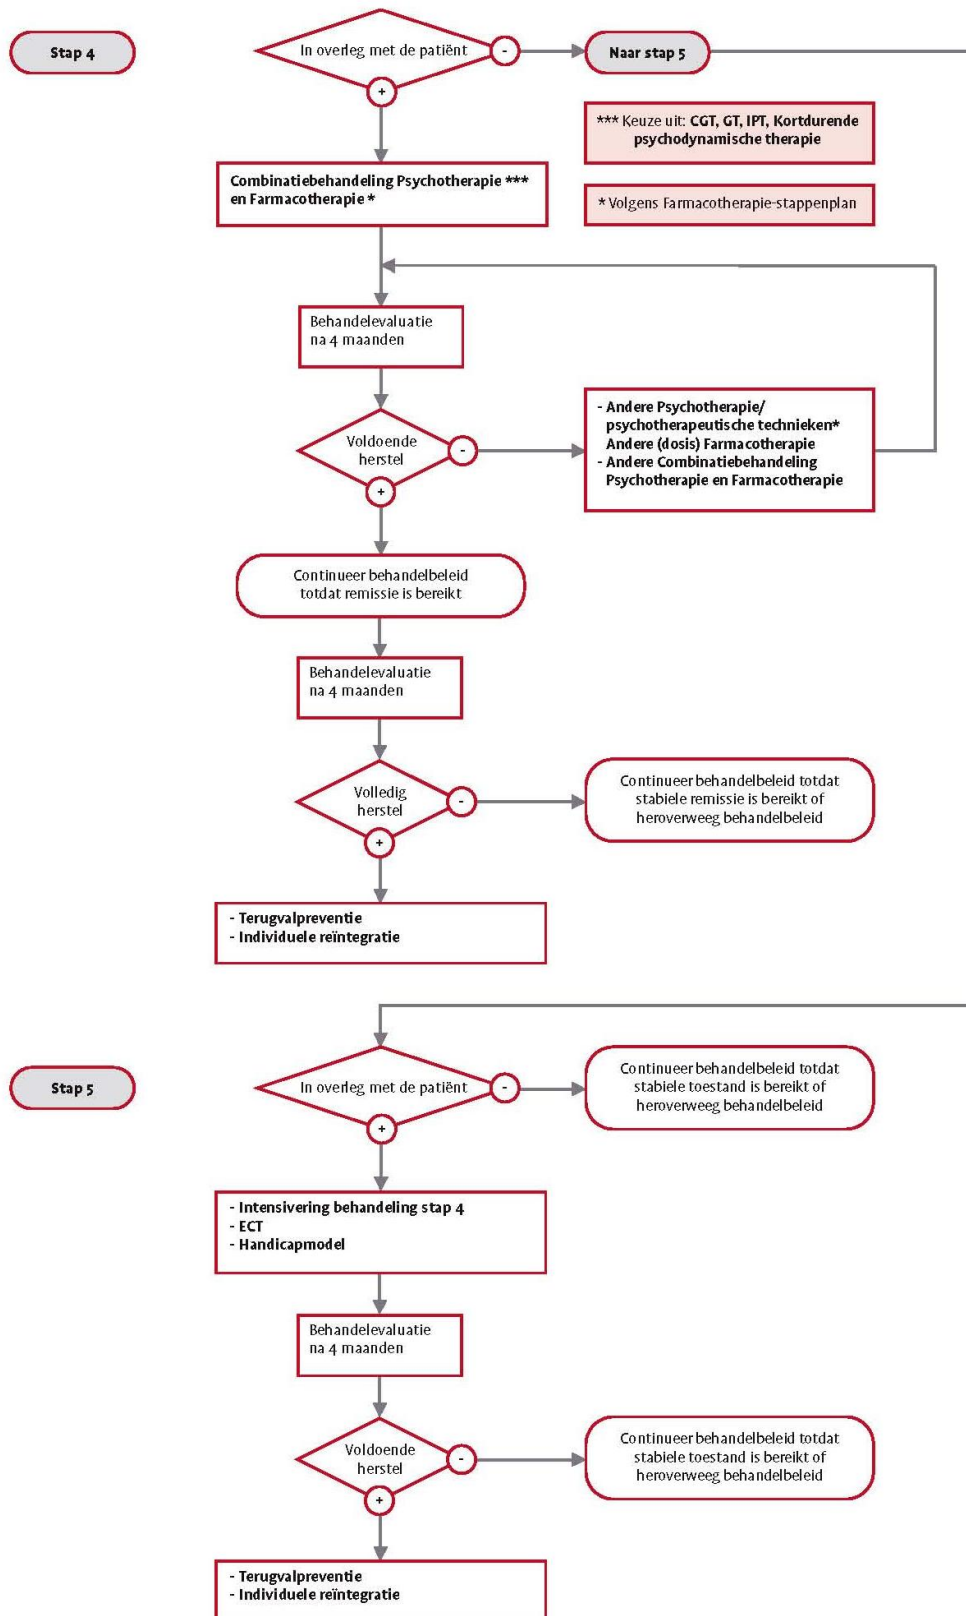 Stap 4
In overleg met de patiënt
-
Naar stap 5
+
*** Keuze uit: CGT, GT, IPT, Kortdurende
psychodynamische therapie
Combinatiebehandeling Psychotherapie ***
en Farmacotherapie *
* Volgens Farmacotherapie-stappenplan
Behandelevaluatie
na 4 maanden
Voldoende
herstel
-
+
- Andere Psychotherapie/
psychotherapeutische technieken*
Andere (dosis) Farmacotherapie
- Andere Combinatiebehandeling
Psychotherapie en Farmacotherapie
Continueer behandelbeleid
totdat remissie is bereikt
Behandelevaluatie
na 4 maanden
Volledig
herstel
-
+
Continueer behandelbeleid totdat
stabiele remissie is bereikt of
heroverweeg behandelbeleid
- Terugvalpreventie
- Individuele reïntegratie
Stap 5
In overleg met de patiënt
-
+
Continueer behandelbeleid totdat
stabiele toestand is bereikt of
heroverweeg behandelbeleid
- Intensivering behandeling stap 4
- ECT
- Handicapmodel
Behandelevaluatie
na 4 maanden
Voldoende
herstel
-
+
Continueer behandelbeleid totdat
stabiele toestand is bereikt of
heroverweeg behandelbeleid
- Terugvalpreventie
- Individuele reïntegratie